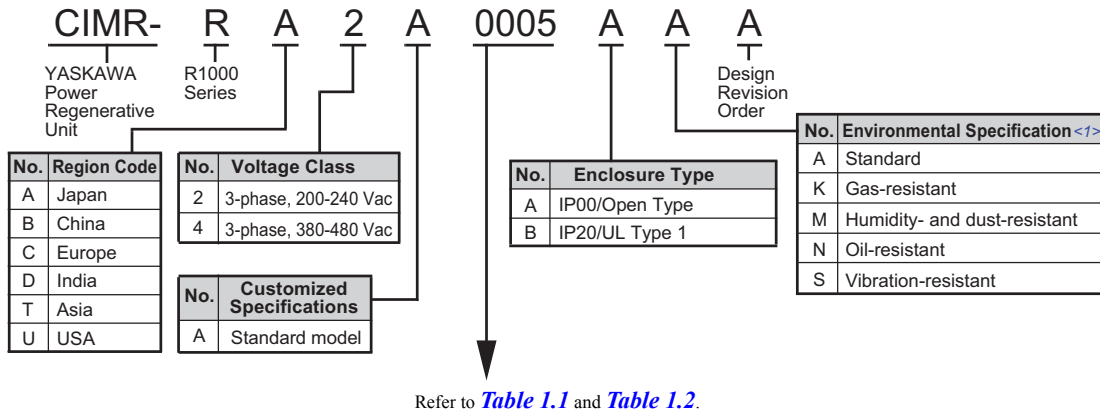 CIMR- R A 2 A 0005 A A A
YASKAWA
Power
Regenerative
Unit
R1000
Series
Design
Revision
Order
No. Region Code
A Japan
B China
C Europe
D India
T Asia
U USA
No. Voltage Class
2 3-phase, 200-240 Vac
4 3-phase, 380-480 Vac
No. Customized
Specifications
A Standard model
No. Enclosure Type
A IP00/Open Type
B IP20/UL Type 1
No. Environmental Specification <1>
A Standard
K Gas-resistant
M Humidity- and dust-resistant
N Oil-resistant
S Vibration-resistant
Refer to Table 1.1 and Table 1.2.